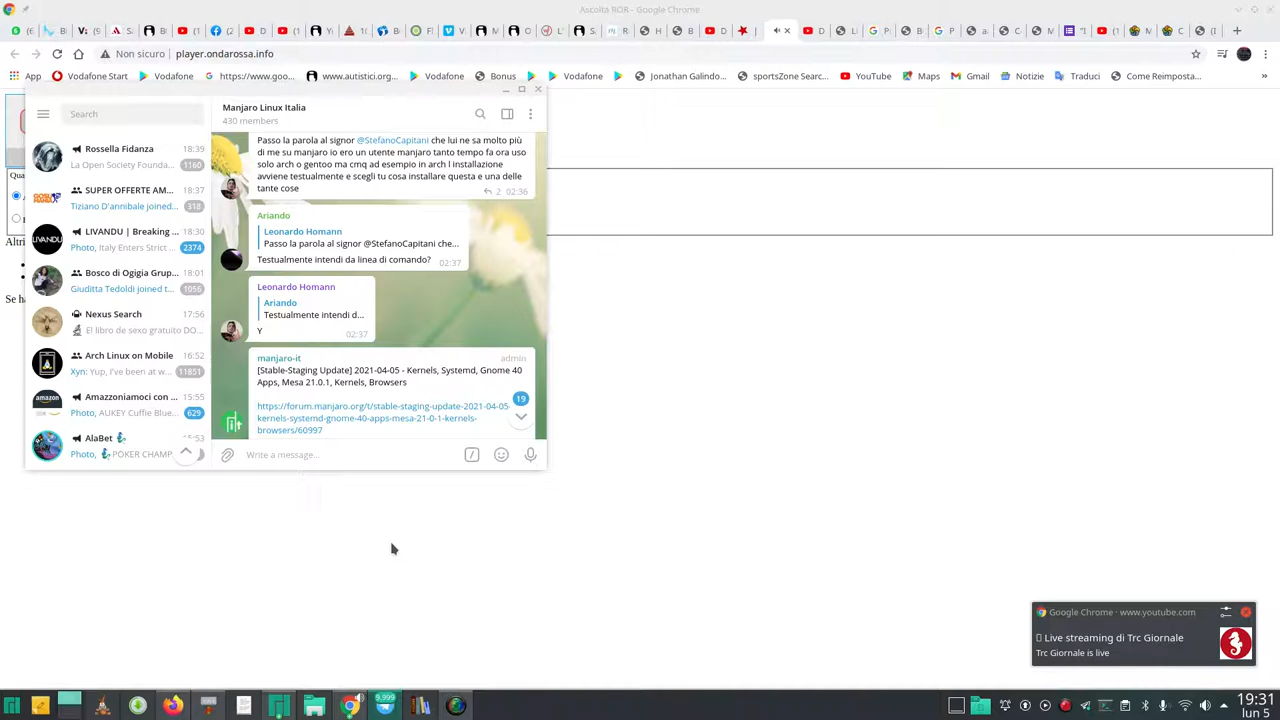 Ascolta ROR - Google Chrome
Non sicuro | player.ondarossa.info
App
Vodafone Start
Vodafone
https://www.goo...
www.autistici.org...
Vodafone
Bonus
Vodafone
Jonathan Galindo...
sportsZone Searc...
YouTube
Maps
Gmail
Notizie
Traduci
Come Reimposta...
»
Search
Manjaro Linux Italia
430 members
Rossella Fidanza 18:39
La Open Society Founda... 1160
SUPER OFFERTE AM... 18:37
Tiziano D'annibale joined... 318
LIVANDU | Breaking ... 18:30
Photo, Italy Enters Strict ... 2374
Bosco di Ogigia Grup... 18:01
Giuditta Tedoldi joined t... 1056
Nexus Search 17:56
El libro de sexo gratuito DO...
Arch Linux on Mobile 16:52
Xyn: Yup, I've been at w... 11851
Amazzoniamoci con ... 15:55
Photo, AUKEY Cuffie Blue... 629
AlaBet
Photo, POKER CHAMP
Passo la parola al signor @StefanoCapitani che lui ne sa molto più
di me su manjaro io ero un utente manjaro tanto tempo fa ora uso
solo arch o gentoo ma cmq ad esempio in arch l installazione
avviene testualmente e scegli tu cosa installare questa e una delle
tante cose
2 02:36
Ariando
Leonardo Homann
Passo la parola al signor @StefanoCapitani che...
Testualmente intendi da linea di comando? 02:37
Leonardo Homann
Ariando
Testualmente intendi d...
Y 02:37
manjaro-it admin
[Stable-Staging Update] 2021-04-05 - Kernels, Systemd, Gnome 40
Apps, Mesa 21.0.1, Kernels, Browsers
https://forum.manjaro.org/t/stable-staging-update-2021-04-05-
kernels-systemd-gnome-40-apps-mesa-21-0-1-kernels-
browsers/60997
19
Write a message...
Qua
Altri
Se ha
Google Chrome · www.youtube.com
Live streaming di Trc Giornale
Trc Giornale is live
9,999
19:31
lun 5